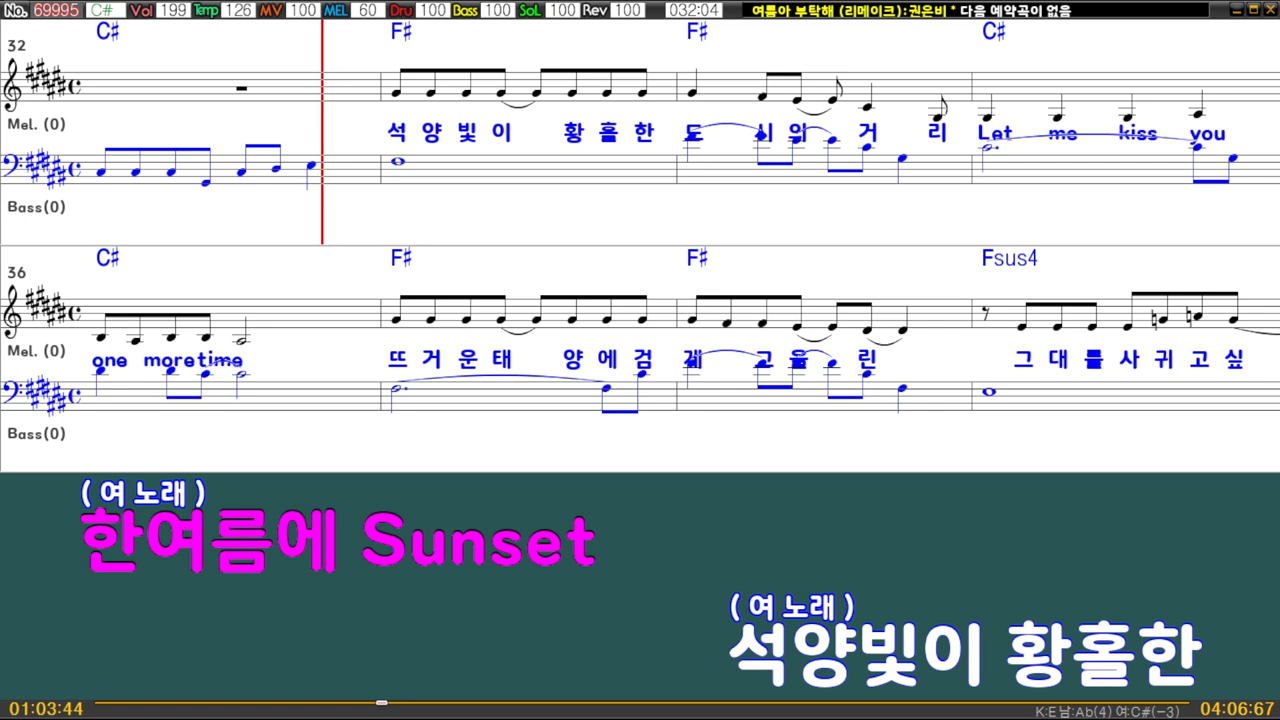 No. 69995 C# Vol 199 Temp 126 MV 100 MEL 60 Dru 100 Bass 100 SoL 100 Rev 100 032:04 여름아 부탁해 (리메이크):권은비 * 다음 예약곡이 없음
C♯ F♯ F♯ C♯
32
Mel. (0)
석 양 빛 이 황 홀 한 도 시의 거 리 Let me kiss you
Bass(0)
C♯ F♯ F♯ Fsus4
36
Mel. (0)
one more time 뜨 거 운 태 양 에 검 게 그 을 린 그 대 를 사 귀 고 싶
Bass(0)
( 여 노래 )
한여름에 Sunset
( 여 노래 )
석양빛이 황홀한
01:03:44 K:E 남:Ab(4) 여:C#(-3) 04:06:67